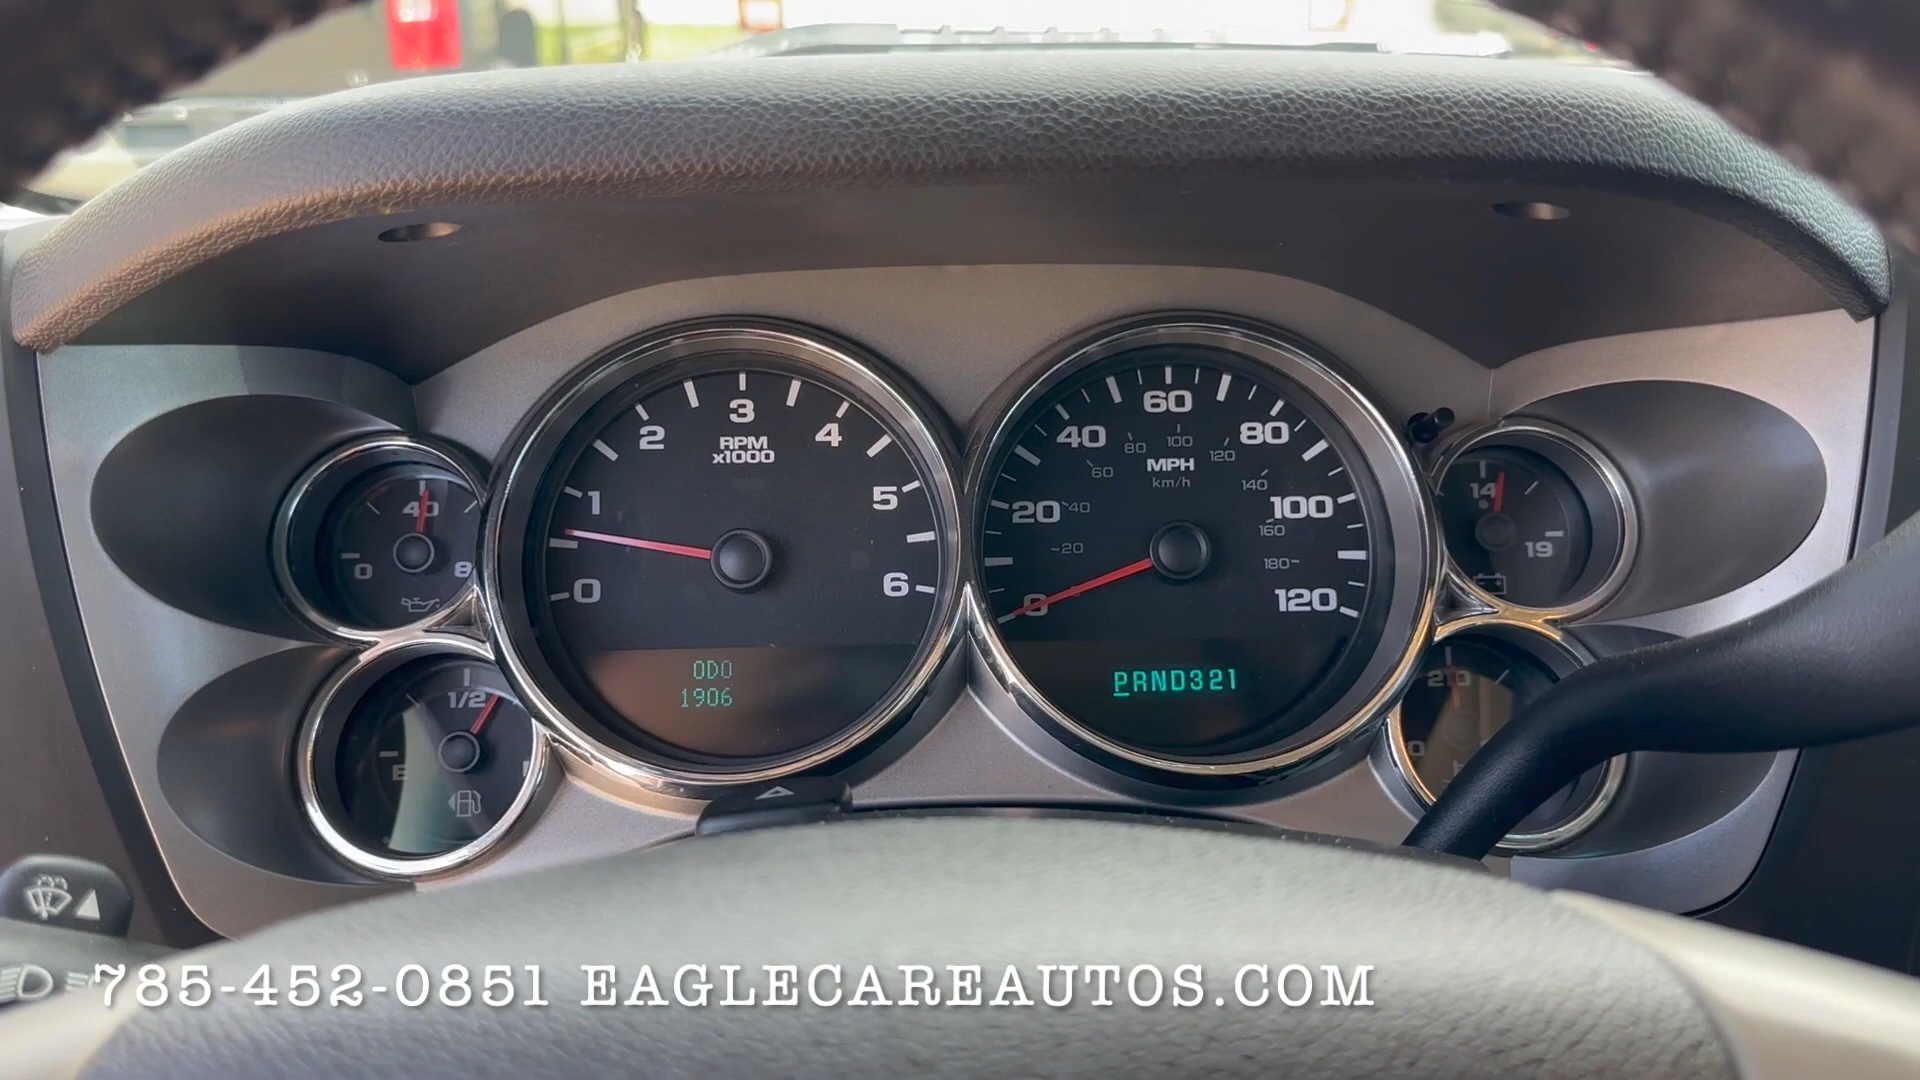 40
0 8
1/2
E
0 1 2 3 4 5 6
RPM
x1000
ODO
1906
0 20 40 60 80 100 120
20 40 60 80 100 120 140 160 180
MPH
km/h
PRND321
14
19
210
785-452-0851 EAGLECAREAUTOS.COM